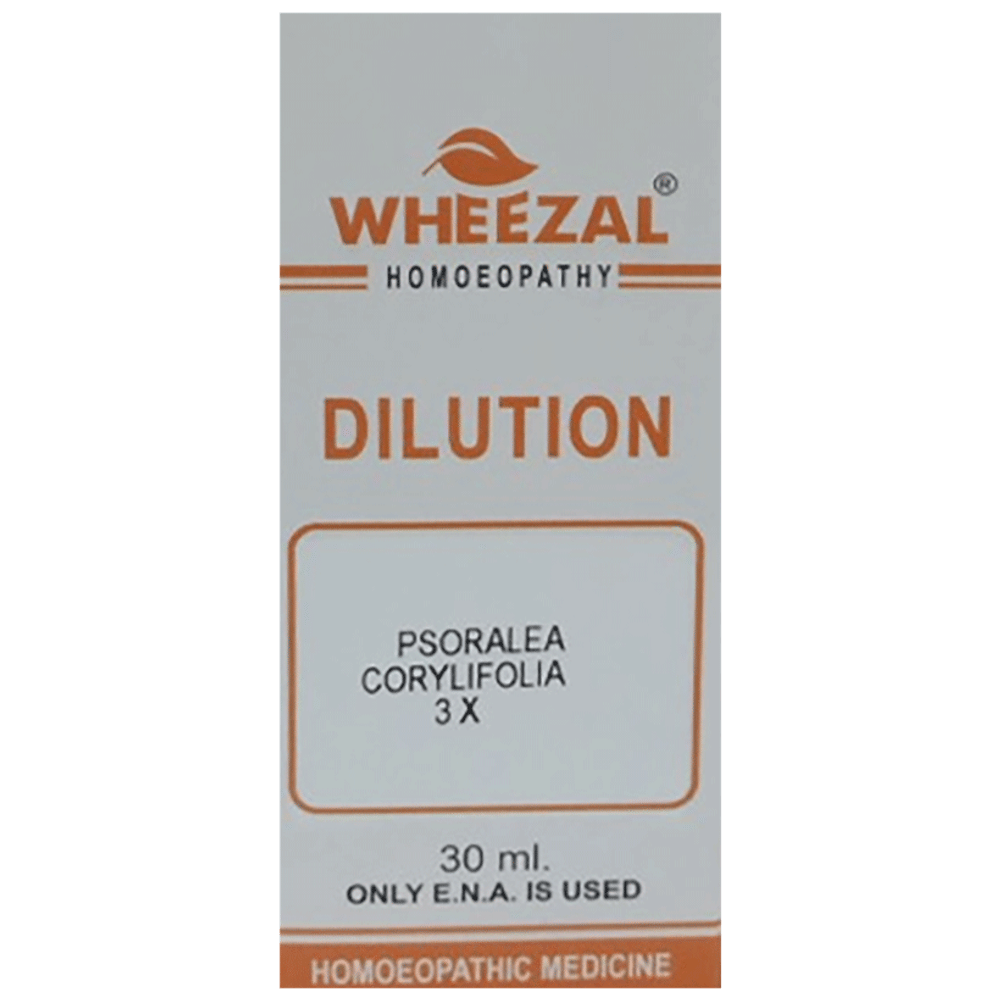 WHEEZAL®
HOMOEOPATHY
DILUTION
PSORALEA
CORYLIFOLIA
3 X
30 ml.
ONLY E.N.A. IS USED
HOMOEOPATHIC MEDICINE